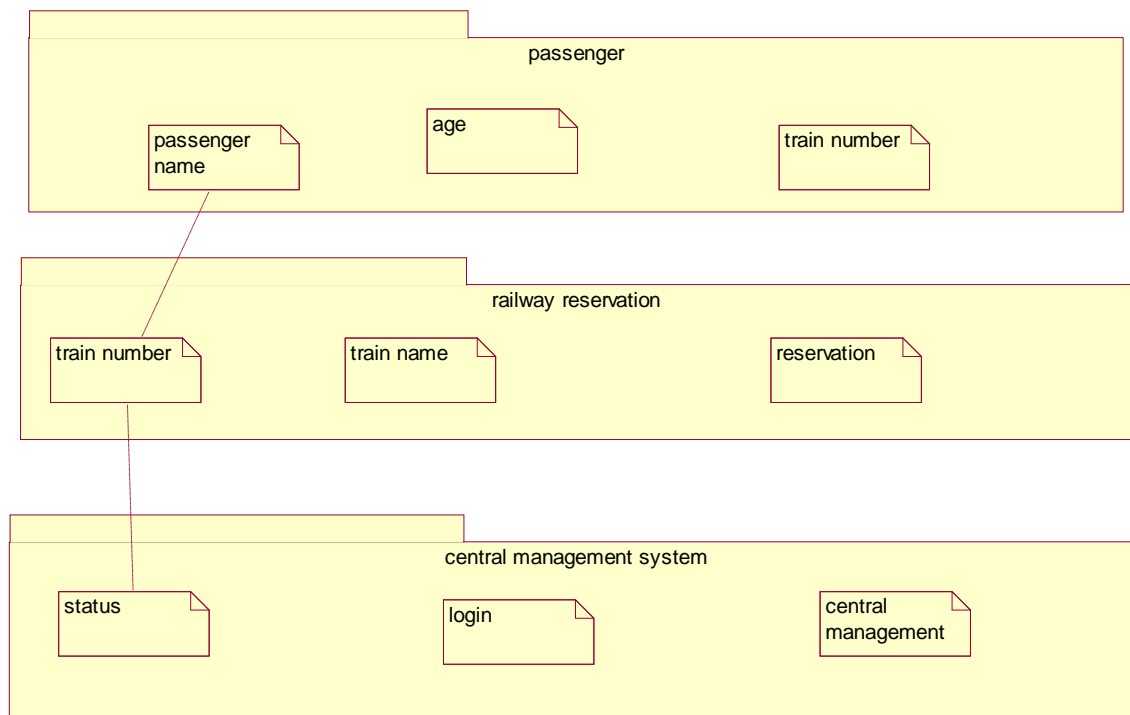 passenger
passenger
name
age
train number
railway reservation
train number
train name
reservation
central management system
status
login
central
management